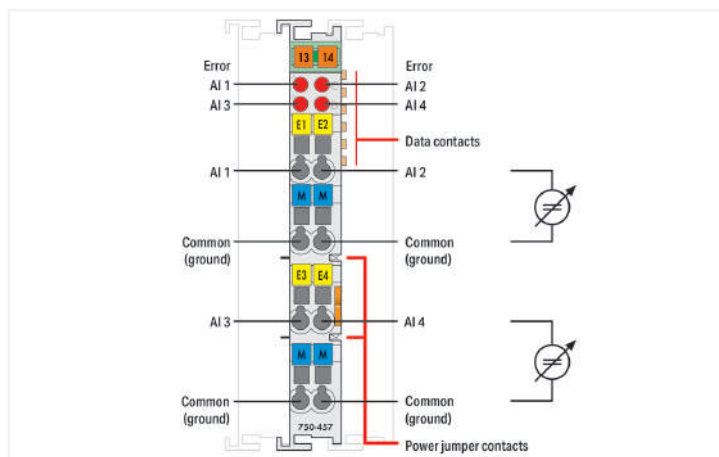 13 14
Error Error
AI 1 AI 2
AI 3 AI 4
E1 E2
Data contacts
AI 1 AI 2
M M
Common Common
(ground) (ground)
E3 E4
AI 3 AI 4
M M
Common Common
(ground) (ground)
750-457
Power jumper contacts